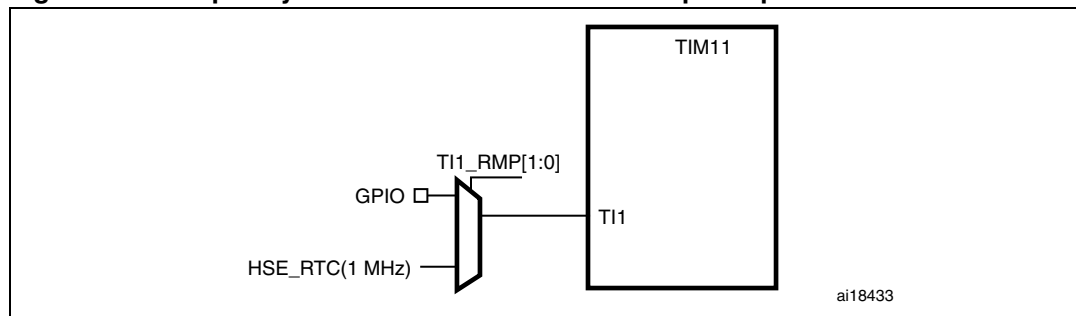 TIM11
TI1_RMP[1:0]
GPIO
TI1
HSE_RTC(1 MHz)
ai18433